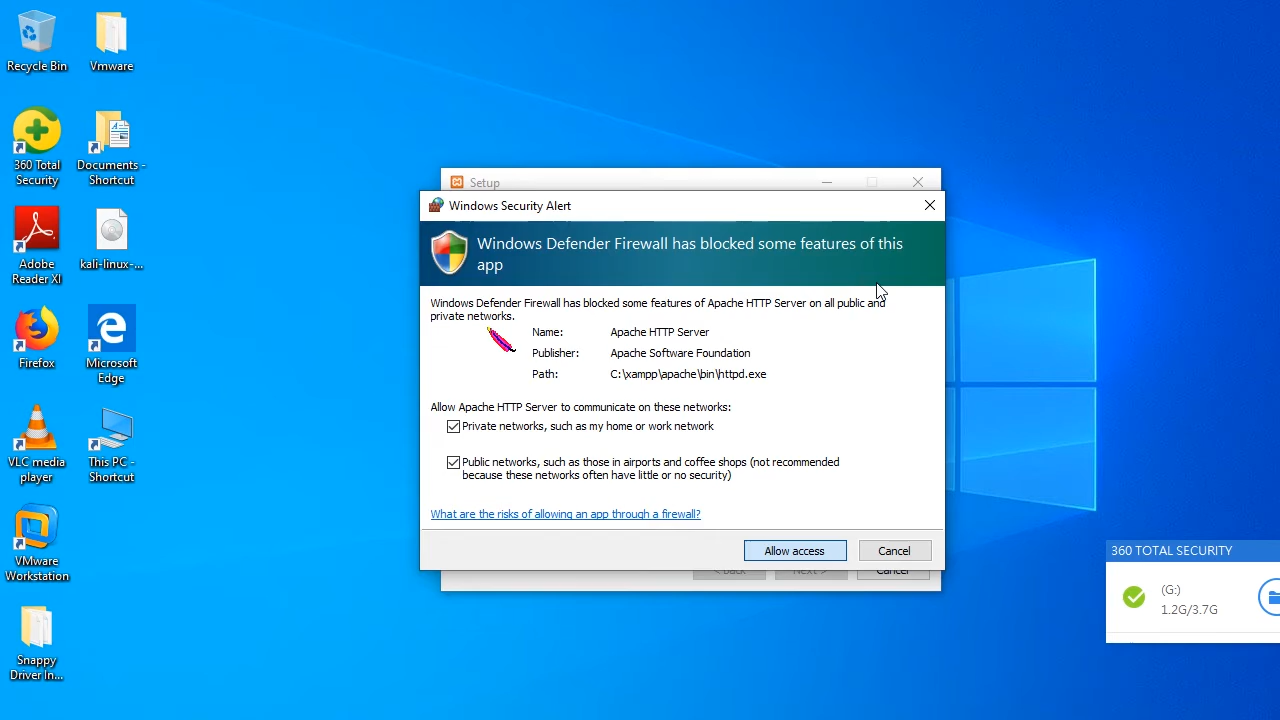 Recycle Bin
Vmware
360 Total
Security
Documents -
Shortcut
Adobe
Reader XI
kali-linux-...
Firefox
Microsoft
Edge
VLC media
player
This PC -
Shortcut
VMware
Workstation
Snappy
Driver In...
Setup
Windows Security Alert
Windows Defender Firewall has blocked some features of this
app
Windows Defender Firewall has blocked some features of Apache HTTP Server on all public and
private networks.
Name: Apache HTTP Server
Publisher: Apache Software Foundation
Path: C:\xampp\apache\bin\httpd.exe
Allow Apache HTTP Server to communicate on these networks:
Private networks, such as my home or work network
Public networks, such as those in airports and coffee shops (not recommended
because these networks often have little or no security)
What are the risks of allowing an app through a firewall?
Allow access
Cancel
< Back
Next >
Cancel
360 TOTAL SECURITY
(G:)
1.2G/3.7G